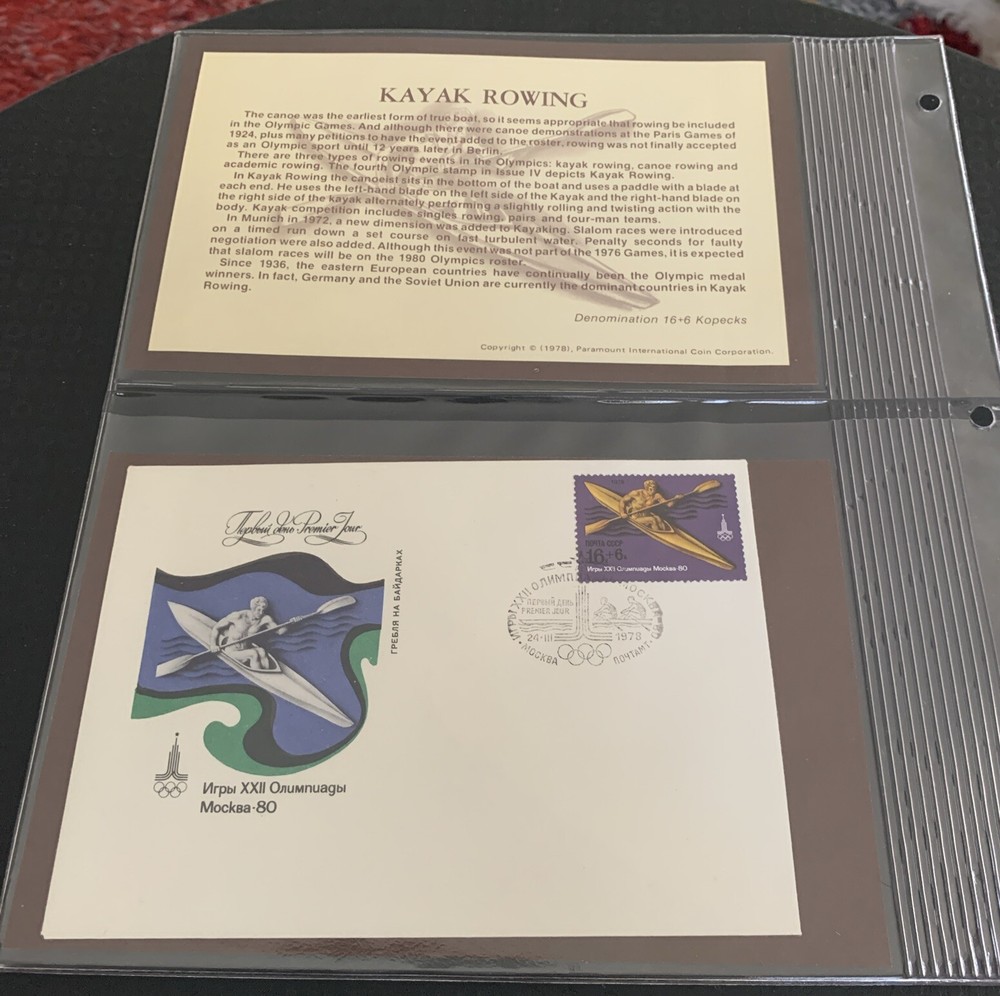 KAYAK ROWING
The canoe was the earliest form of true boat, so it seems appropriate that rowing be included
in the Olympic Games. And although there were canoe demonstrations at the Paris Games of
1924, plus many petitions to have the event added to the roster, rowing was not finally accepted
as an Olympic sport until 12 years later in Berlin.
There are three types of rowing events in the Olympics: kayak rowing, canoe rowing and
academic rowing. The fourth Olympic stamp in Issue IV depicts Kayak Rowing.
In Kayak Rowing the canoeist sits in the bottom of the boat and uses a paddle with a blade at
each end. He uses the left-hand blade on the left side of the Kayak and the right-hand blade on
the right side of the kayak alternately performing a slightly rolling and twisting action with the
body. Kayak competition includes singles rowing, pairs and four-man teams.
In Munich in 1972, a new dimension was added to Kayaking. Slalom races were introduced
on a timed run down a set course on fast turbulent water. Penalty seconds for faulty
negotiation were also added. Although this event was not part of the 1976 Games, it is expected
that slalom races will be on the 1980 Olympics roster.
Since 1936, the eastern European countries have continually been the Olympic medal
winners. In fact, Germany and the Soviet Union are currently the dominant countries in Kayak
Rowing.
Denomination 16+6 Kopecks
Copyright © (1978), Paramount International Coin Corporation.
Первый день Premier Jour
ГРЕБЛЯ НА БАЙДАРКАХ
Игры XXII Олимпиады
Москва·80
1978
ПОЧТА СССР
16+6к
Игры XXII Олимпиады Москва·80
ИГРЫ XXII ОЛИМП МОСКВА 80
ПЕРВЫЙ ДЕНЬ
PREMIER JOUR
24-III 1978
МОСКВА ПОЧТАМТ